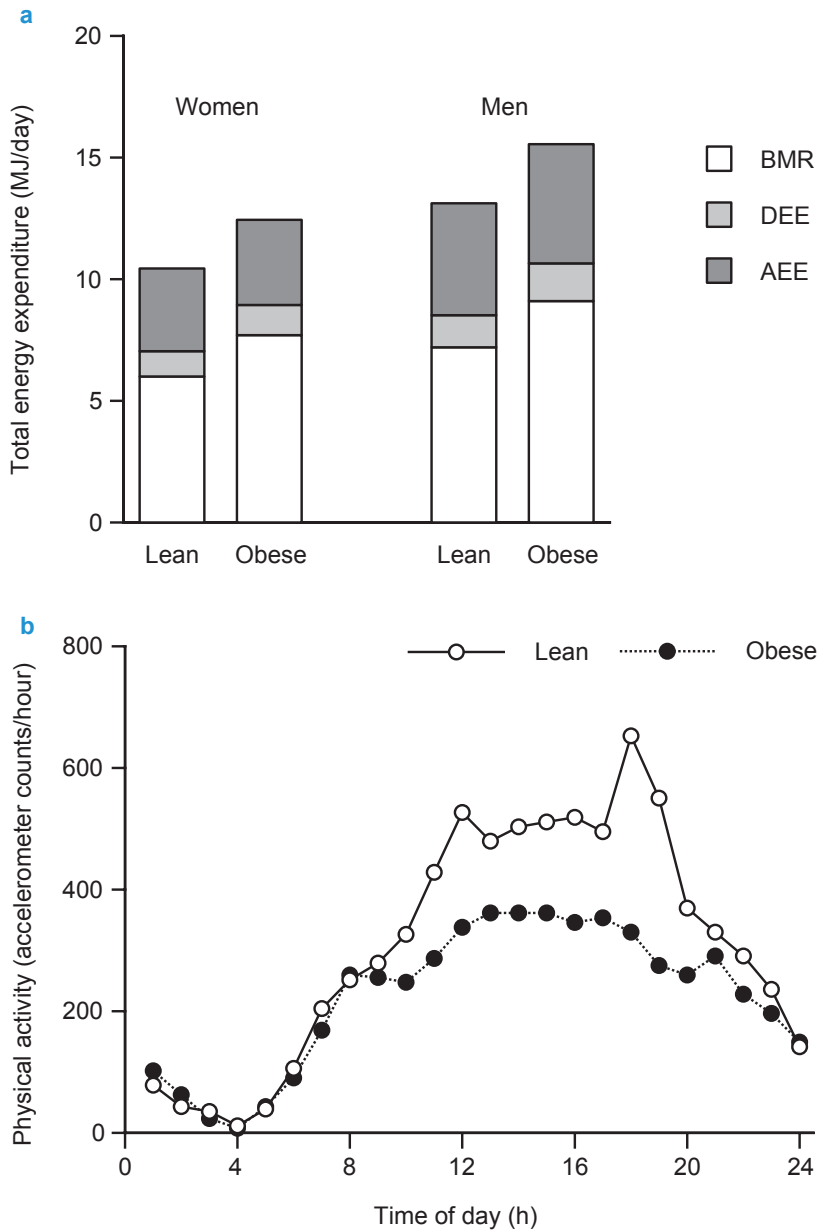 a
Total energy expenditure (MJ/day)
20
15
10
5
0
Women
Men
Lean
Obese
Lean
Obese
BMR
DEE
AEE
b
Physical activity (accelerometer counts/hour)
800
600
400
200
0
Lean
Obese
0
4
8
12
16
20
24
Time of day (h)